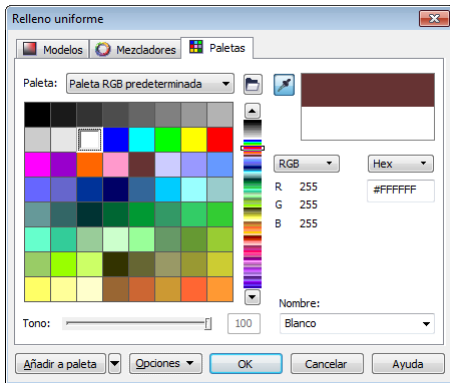 Relleno uniforme
Modelos Mezcladores Paletas
Paleta: Paleta RGB predeterminada
RGB Hex
R 255 #FFFFFF
G 255
B 255
Nombre:
Tono: 100 Blanco
Añadir a paleta Opciones OK Cancelar Ayuda